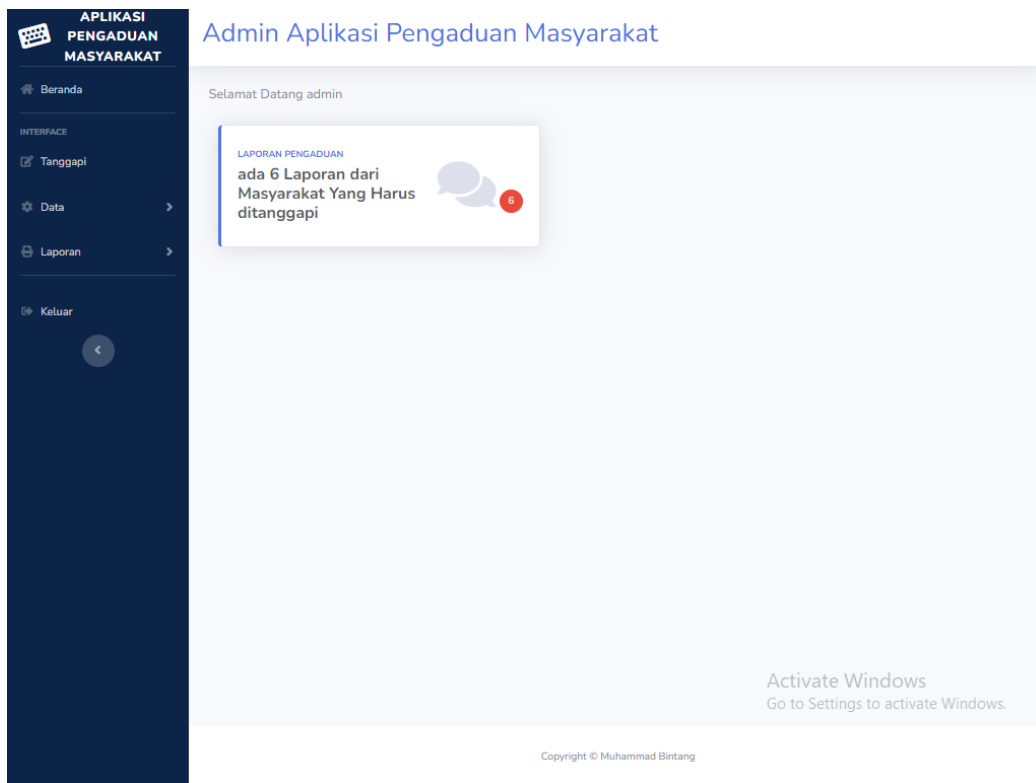 APLIKASI
PENGADUAN
MASYARAKAT
Beranda
INTERFACE
Tanggapi
Data
Laporan
Keluar
Admin Aplikasi Pengaduan Masyarakat
Selamat Datang admin
LAPORAN PENGADUAN
ada 6 Laporan dari
Masyarakat Yang Harus
ditanggapi
6
Activate Windows
Go to Settings to activate Windows.
Copyright © Muhammad Bintang